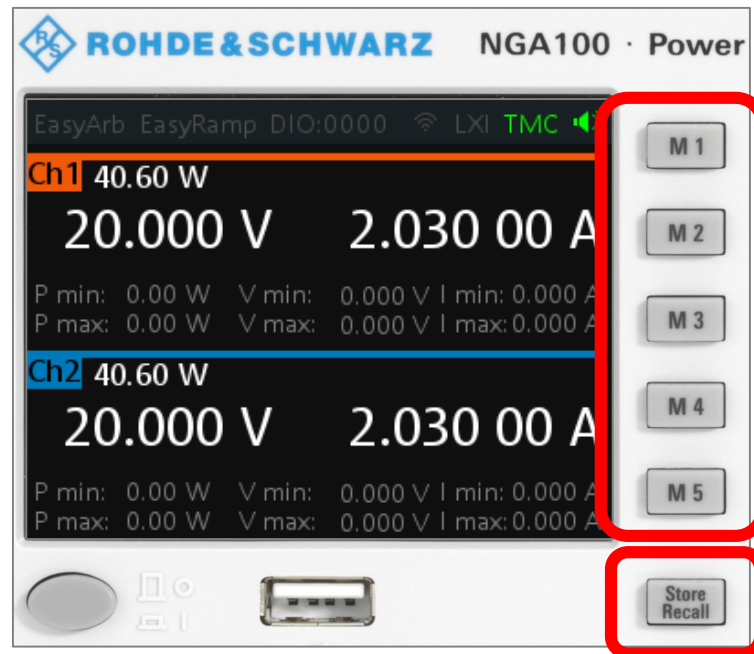 R S ROHDE&SCHWARZ NGA100 · Power
EasyArb EasyRamp DIO:0000 LXI TMC
M 1
Ch1 40.60 W
20.000 V 2.030 00 A
M 2
P min: 0.00 W V min: 0.000 V I min: 0.000 A
P max: 0.00 W V max: 0.000 V I max: 0.000 A
M 3
Ch2 40.60 W
20.000 V 2.030 00 A
M 4
P min: 0.00 W V min: 0.000 V I min: 0.000 A
P max: 0.00 W V max: 0.000 V I max: 0.000 A
M 5
Store
Recall